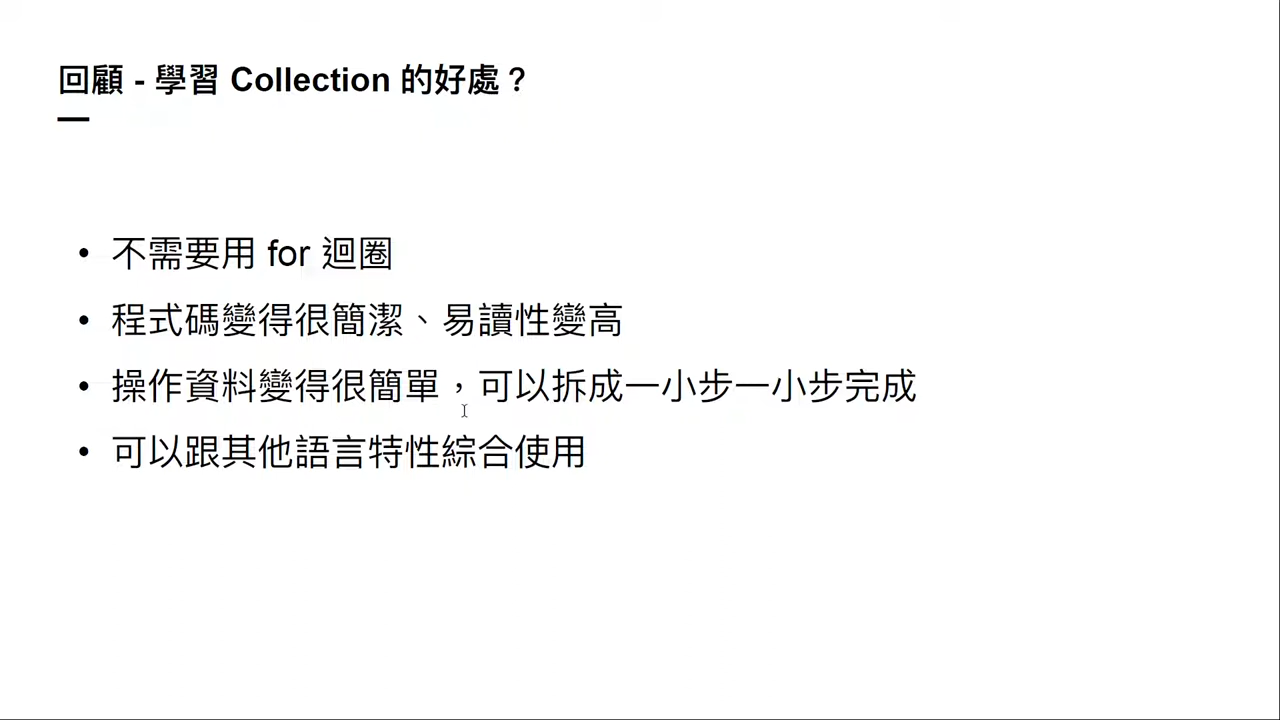 回顧 - 學習 Collection 的好處？
• 不需要用 for 迴圈
• 程式碼變得很簡潔、易讀性變高
• 操作資料變得很簡單，可以拆成一小步一小步完成
• 可以跟其他語言特性綜合使用